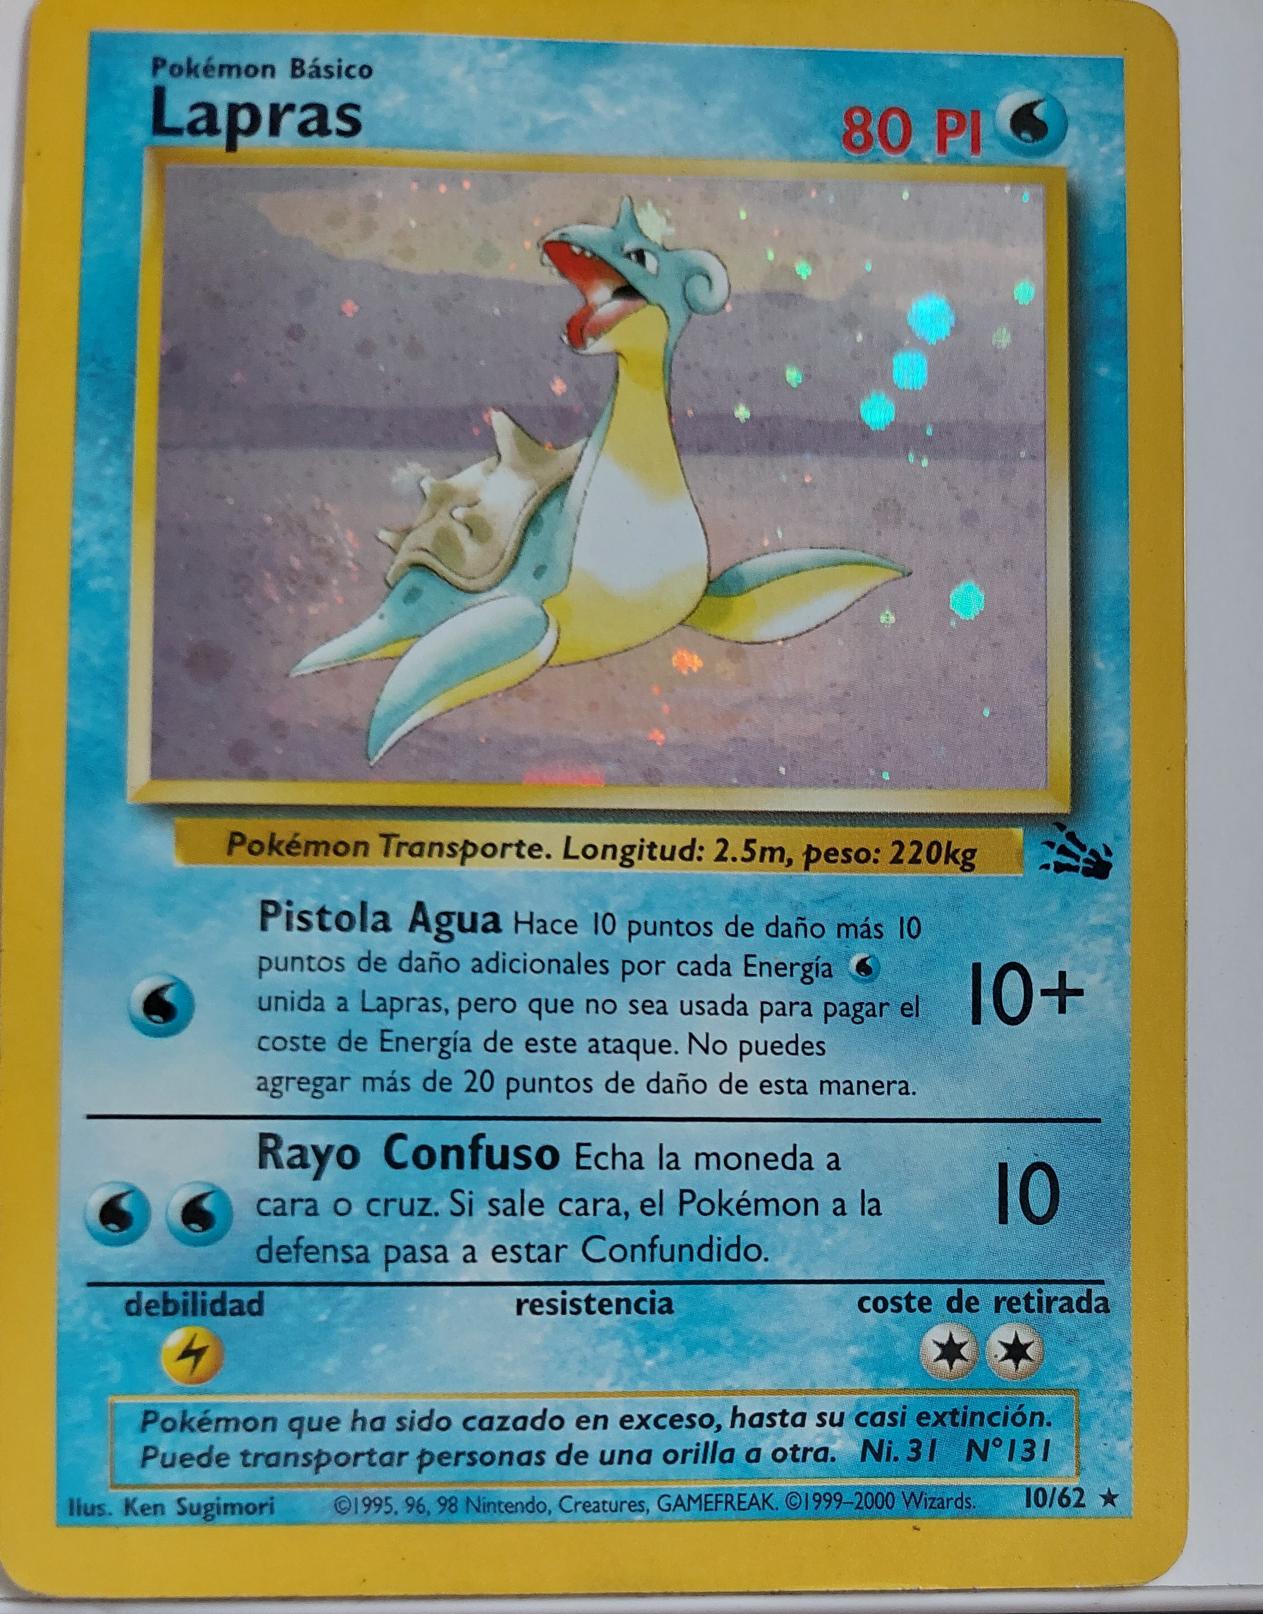 Pokémon Básico
Lapras
80 PI
Pokémon Transporte. Longitud: 2.5m, peso: 220kg
Pistola Agua Hace 10 puntos de daño más 10
puntos de daño adicionales por cada Energía
unida a Lapras, pero que no sea usada para pagar el
coste de Energía de este ataque. No puedes
agregar más de 20 puntos de daño de esta manera.
10+
Rayo Confuso Echa la moneda a
cara o cruz. Si sale cara, el Pokémon a la
defensa pasa a estar Confundido.
10
debilidad
resistencia
coste de retirada
Pokémon que ha sido cazado en exceso, hasta su casi extinción.
Puede transportar personas de una orilla a otra. Ni. 31 N°131
Ilus. Ken Sugimori
©1995, 96, 98 Nintendo, Creatures, GAMEFREAK. ©1999–2000 Wizards.
10/62 ★